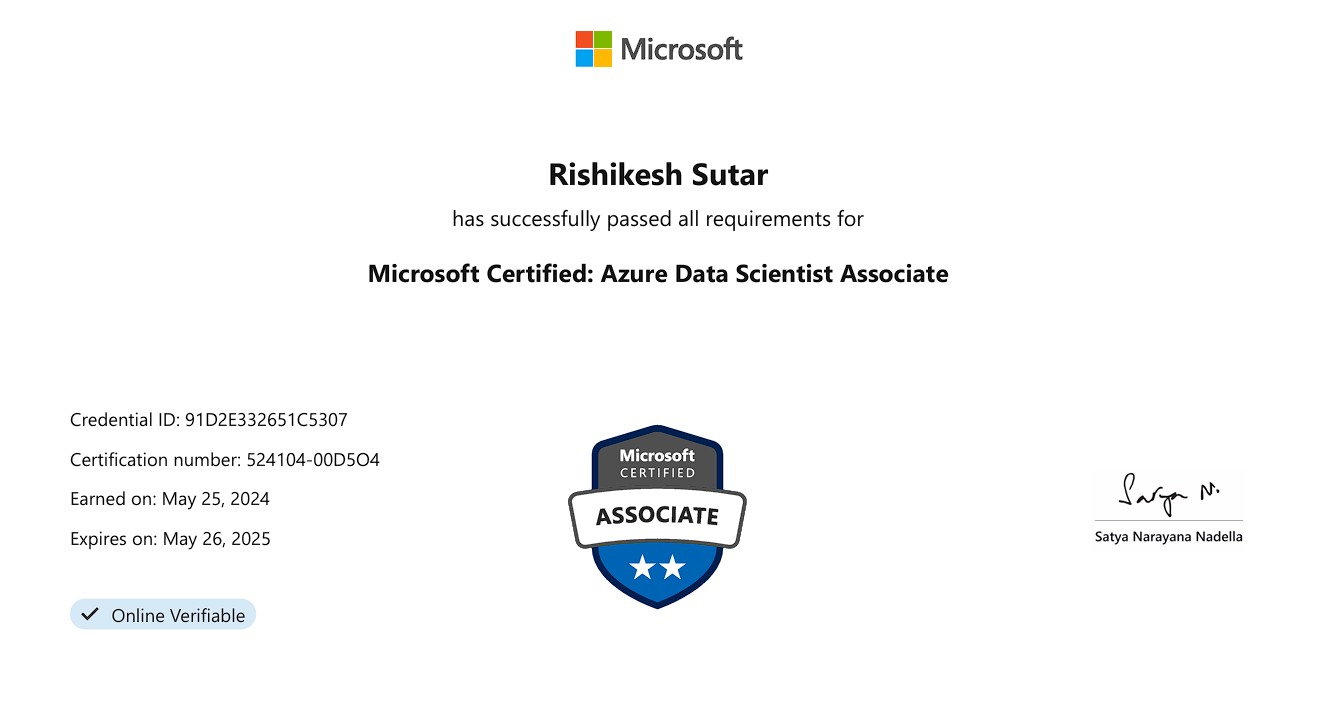 Microsoft
Rishikesh Sutar
has successfully passed all requirements for
Microsoft Certified: Azure Data Scientist Associate
Credential ID: 91D2E332651C5307
Certification number: 524104-00D5O4
Earned on: May 25, 2024
Expires on: May 26, 2025
Online Verifiable
Microsoft
CERTIFIED
ASSOCIATE
Satya N.
Satya Narayana Nadella